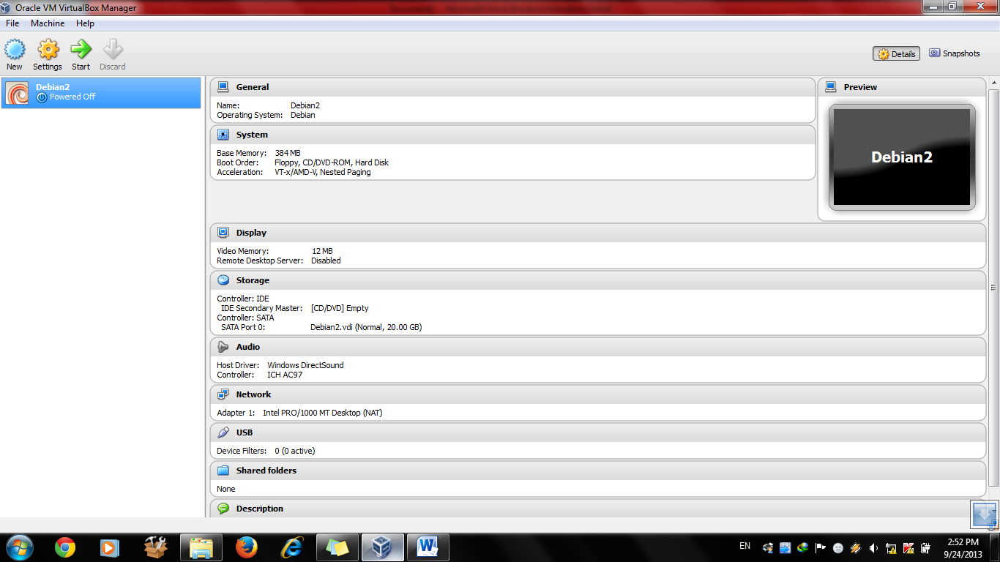 Oracle VM VirtualBox Manager
File Machine Help
New Settings Start Discard
Details Snapshots
Debian2
Powered Off
General
Name: Debian2
Operating System: Debian
System
Base Memory: 384 MB
Boot Order: Floppy, CD/DVD-ROM, Hard Disk
Acceleration: VT-x/AMD-V, Nested Paging
Preview
Debian2
Display
Video Memory: 12 MB
Remote Desktop Server: Disabled
Storage
Controller: IDE
IDE Secondary Master: [CD/DVD] Empty
Controller: SATA
SATA Port 0: Debian2.vdi (Normal, 20.00 GB)
Audio
Host Driver: Windows DirectSound
Controller: ICH AC97
Network
Adapter 1: Intel PRO/1000 MT Desktop (NAT)
USB
Device Filters: 0 (0 active)
Shared folders
None
Description
EN
2:52 PM
9/24/2013